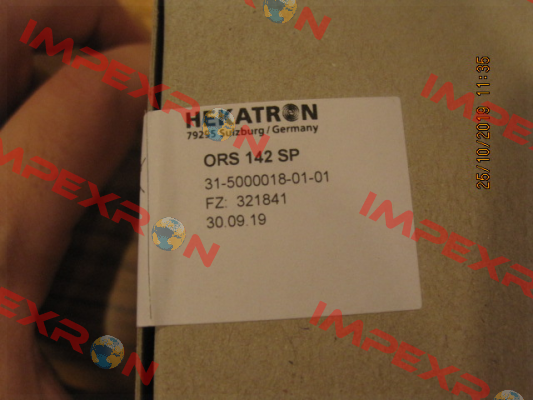 HEKATRON
79295 Sulzburg / Germany
ORS 142 SP
31-5000018-01-01
FZ: 321841
30.09.19
25/10/2019 11:35
IMPEXRON
IMPEXRON
IMPEXRON
IMPEXRON
IMPEXRON
IMPEXRON